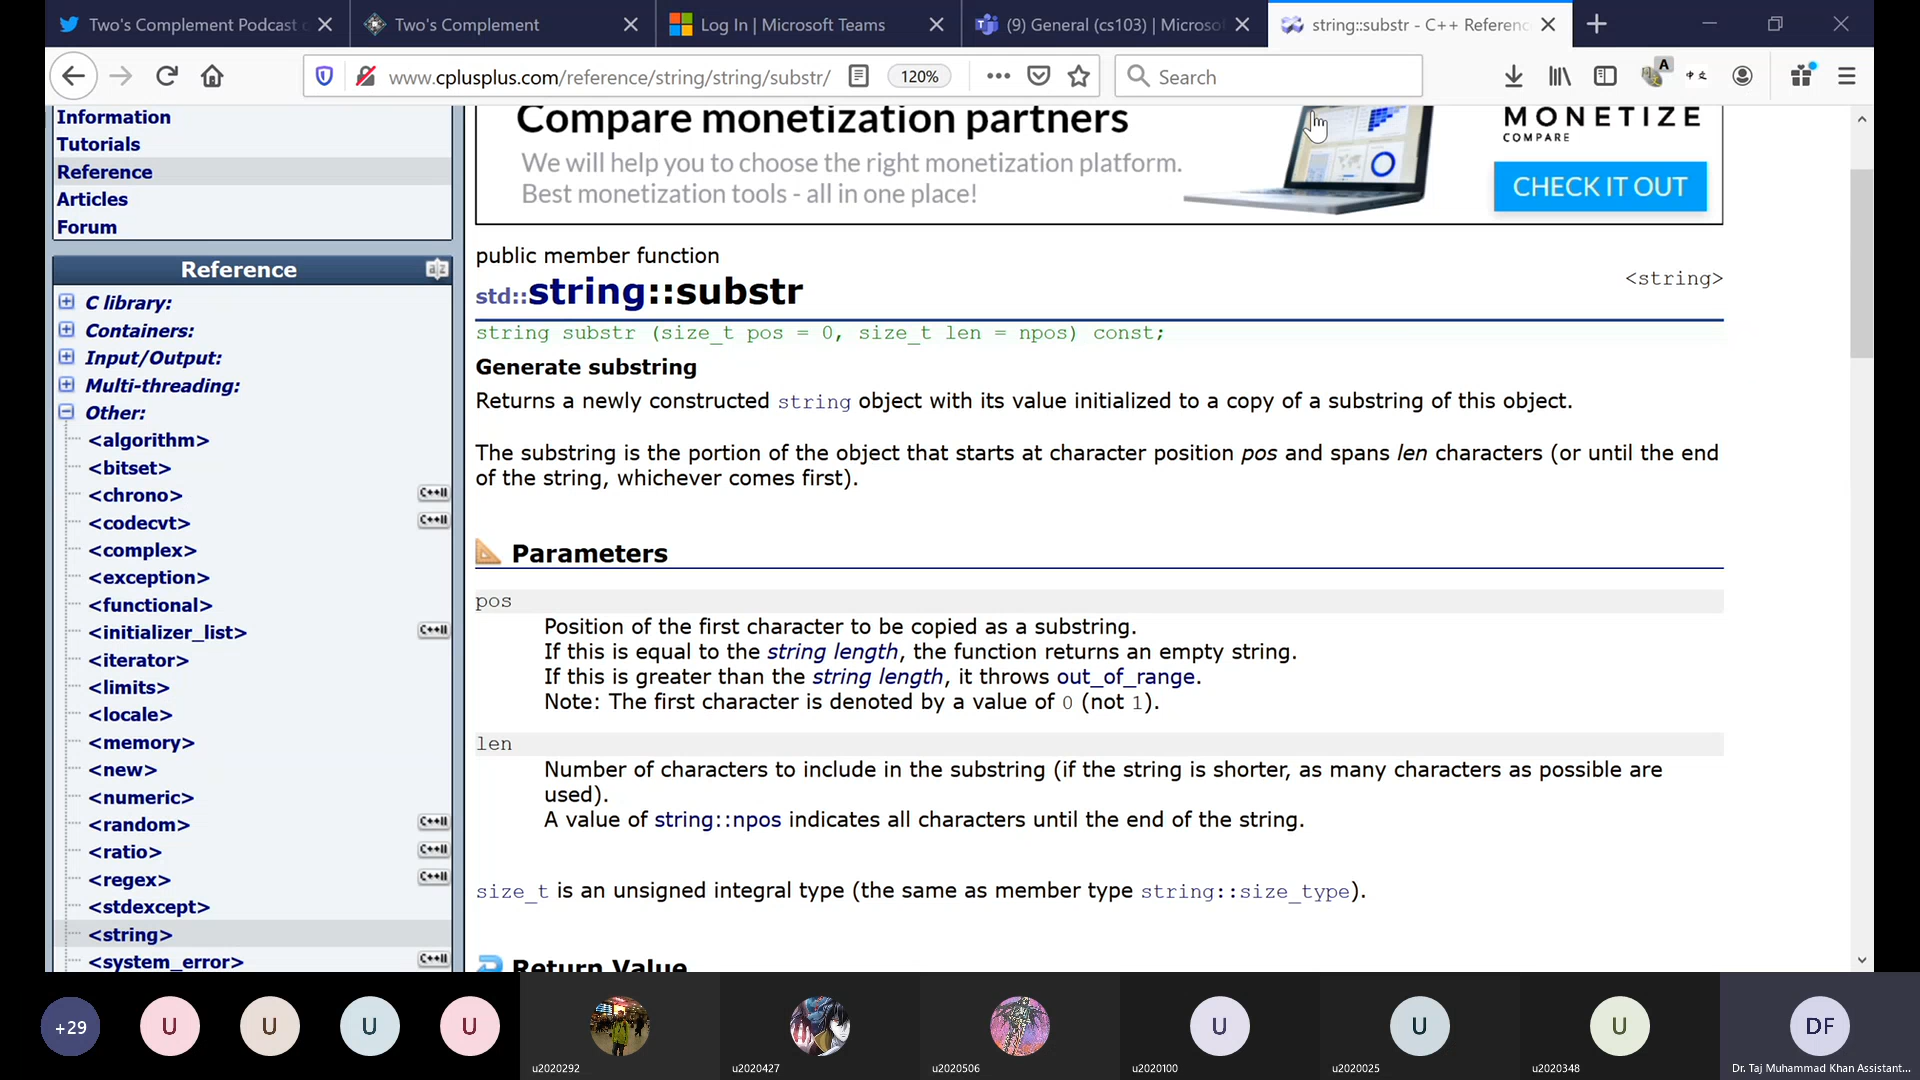 Two's Complement Podcast
Two's Complement
Log In | Microsoft Teams
(9) General (cs103) | Microso
string::substr - C++ Referenc
www.cplusplus.com/reference/string/string/substr/
120%
Search
Information
Tutorials
Reference
Articles
Forum
Reference
C library:
Containers:
Input/Output:
Multi-threading:
Other:
<algorithm>
<bitset>
<chrono>
C++11
<codecvt>
C++11
<complex>
<exception>
<functional>
<initializer_list>
C++11
<iterator>
<limits>
<locale>
<memory>
<new>
<numeric>
<random>
C++11
<ratio>
C++11
<regex>
C++11
<stdexcept>
<string>
<system_error>
C++11
Compare monetization partners
We will help you to choose the right monetization platform.
Best monetization tools - all in one place!
MONETIZE
COMPARE
CHECK IT OUT
public member function
<string>
std::string::substr
string substr (size_t pos = 0, size_t len = npos) const;
Generate substring
Returns a newly constructed string object with its value initialized to a copy of a substring of this object.
The substring is the portion of the object that starts at character position pos and spans len characters (or until the end
of the string, whichever comes first).
Parameters
pos
Position of the first character to be copied as a substring.
If this is equal to the string length, the function returns an empty string.
If this is greater than the string length, it throws out_of_range.
Note: The first character is denoted by a value of 0 (not 1).
len
Number of characters to include in the substring (if the string is shorter, as many characters as possible are
used).
A value of string::npos indicates all characters until the end of the string.
size_t is an unsigned integral type (the same as member type string::size_type).
Return Value
+29
U
U
U
U
u2020292
u2020427
u2020506
U
u2020100
U
u2020025
U
u2020348
DF
Dr. Taj Muhammad Khan Assistant...